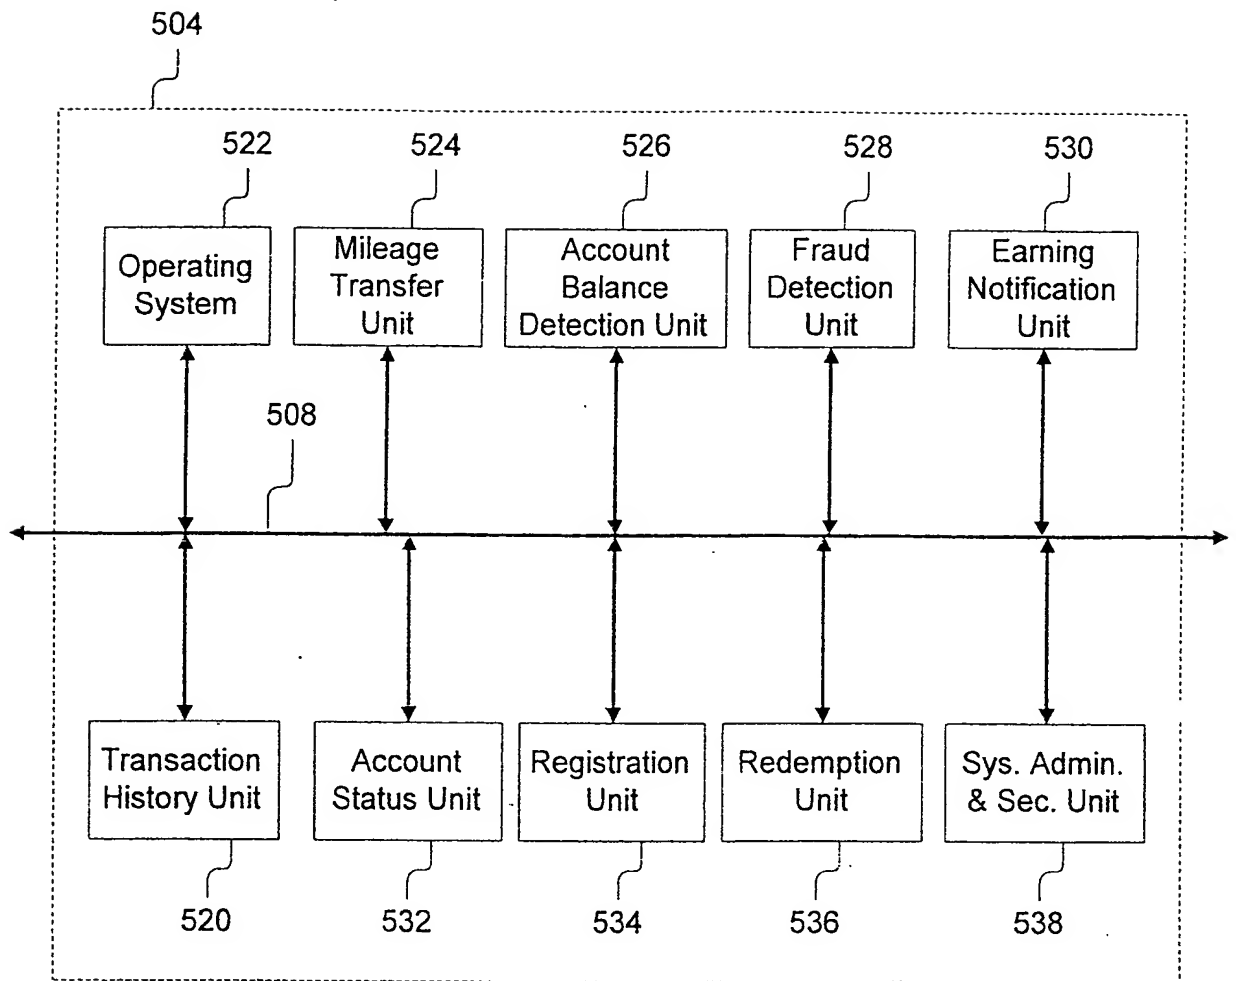 504
522
524
526
528
530
Operating
System
Mileage
Transfer
Unit
Account
Balance
Detection Unit
Fraud
Detection
Unit
Earning
Notification
Unit
508
Transaction
History Unit
Account
Status Unit
Registration
Unit
Redemption
Unit
Sys. Admin.
& Sec. Unit
520
532
534
536
538